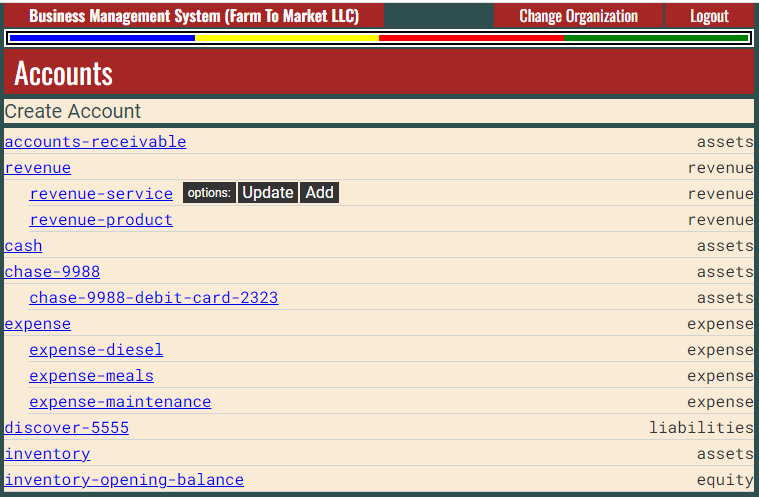 Business Management System (Farm To Market LLC) Change Organization Logout
Accounts
Create Account
accounts-receivable assets
revenue revenue
revenue-service options: Update Add revenue
revenue-product revenue
cash assets
chase-9988 assets
chase-9988-debit-card-2323 assets
expense expense
expense-diesel expense
expense-meals expense
expense-maintenance expense
discover-5555 liabilities
inventory assets
inventory-opening-balance equity